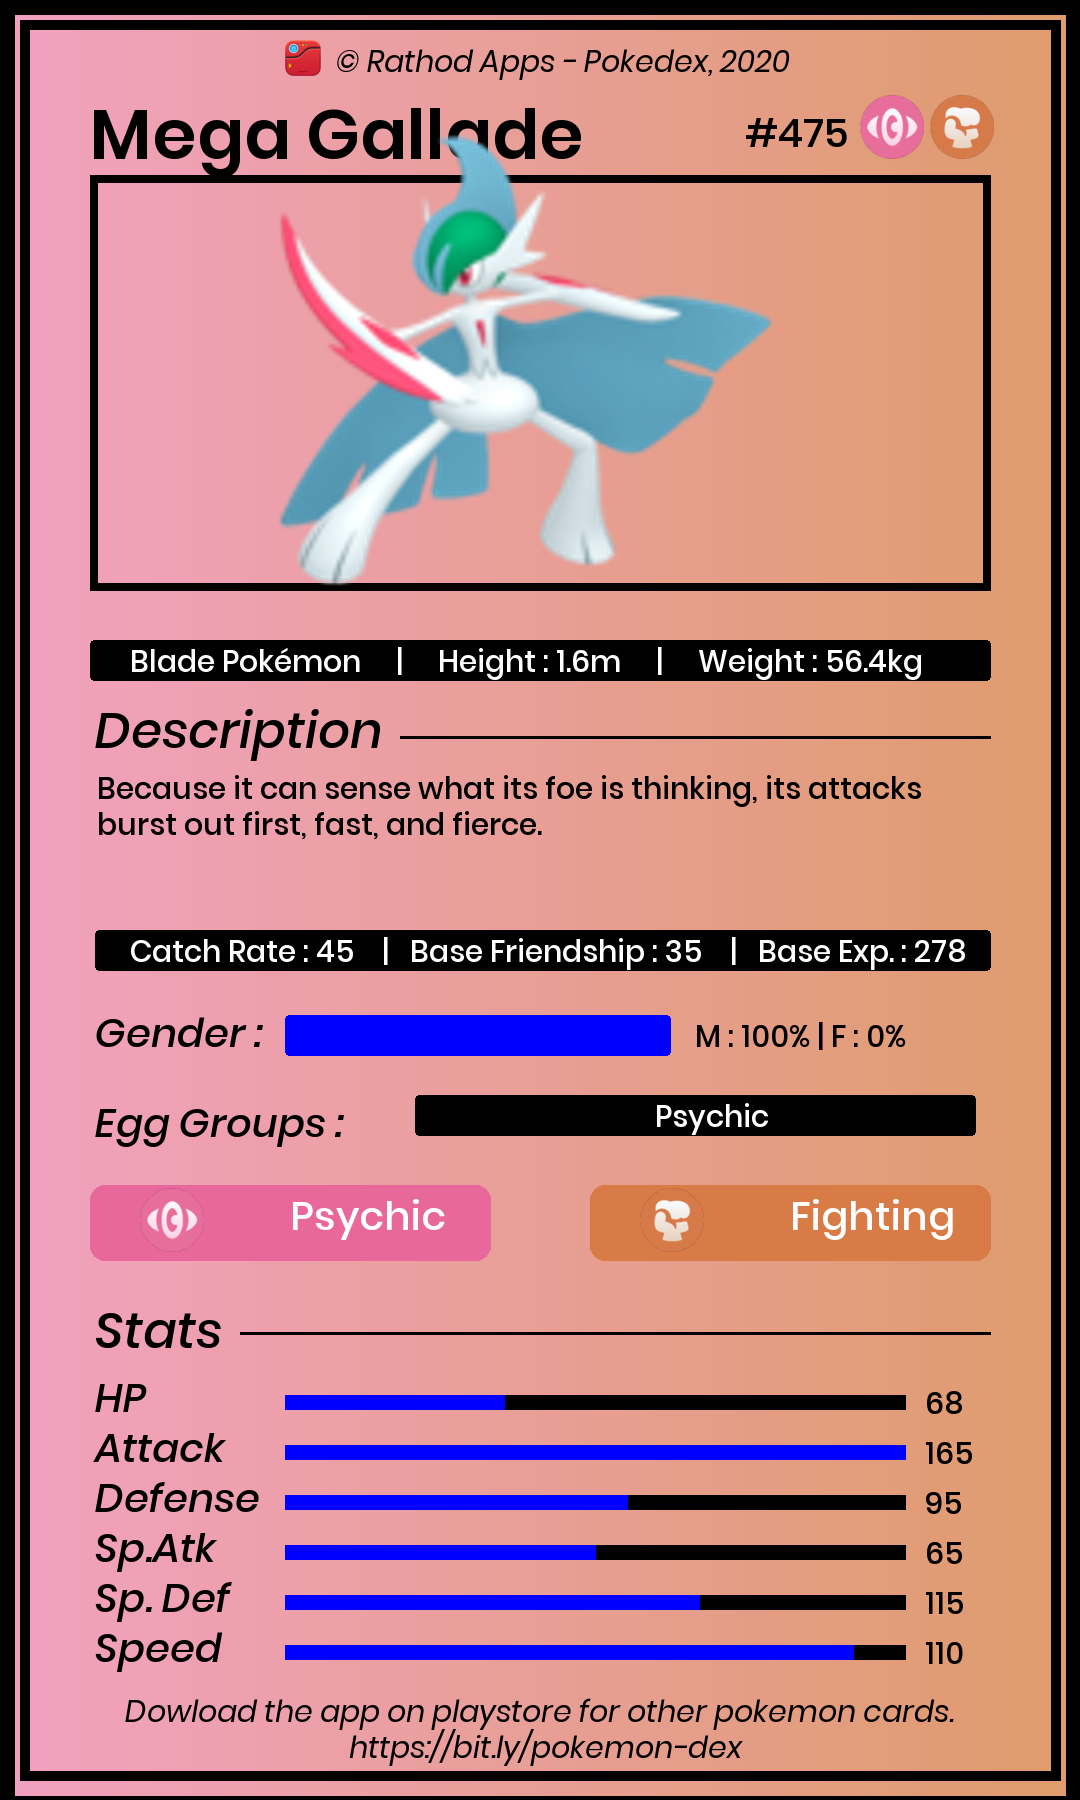 © Rathod Apps - Pokedex, 2020
Mega Gallade #475
Blade Pokémon | Height : 1.6m | Weight : 56.4kg
Description
Because it can sense what its foe is thinking, its attacks
burst out first, fast, and fierce.
Catch Rate : 45 | Base Friendship : 35 | Base Exp. : 278
Gender : M : 100% | F : 0%
Egg Groups : Psychic
Psychic Fighting
Stats
HP 68
Attack 165
Defense 95
Sp.Atk 65
Sp. Def 115
Speed 110
Dowload the app on playstore for other pokemon cards.
https://bit.ly/pokemon-dex